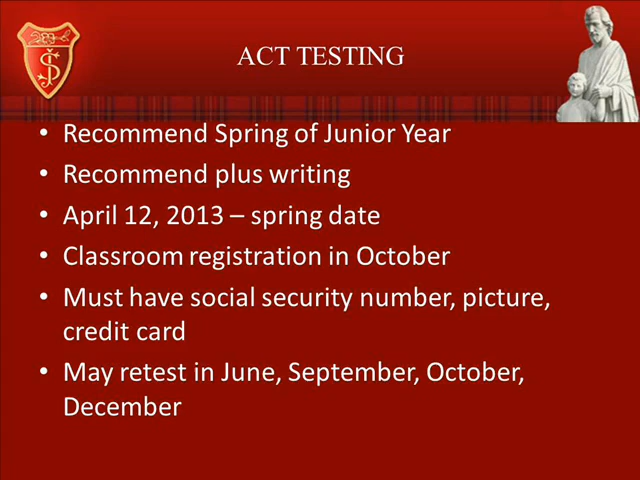 ACT TESTING
• Recommend Spring of Junior Year
• Recommend plus writing
• April 12, 2013 – spring date
• Classroom registration in October
• Must have social security number, picture,
credit card
• May retest in June, September, October,
December